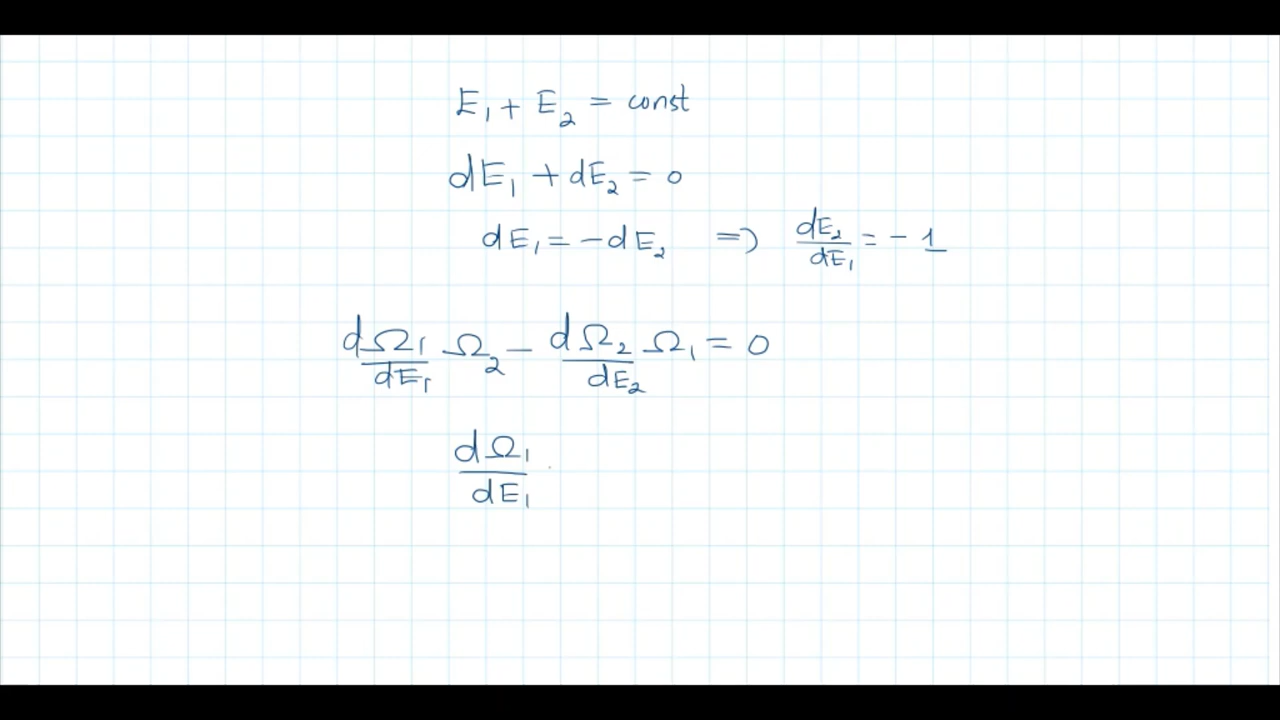 E₁ + E₂ = const
dE₁ + dE₂ = 0
dE₁ = -dE₂ => dE₂/dE₁ = -1
dΩ₁/dE₁ Ω₂ - dΩ₂/dE₂ Ω₁ = 0
dΩ₁/dE₁